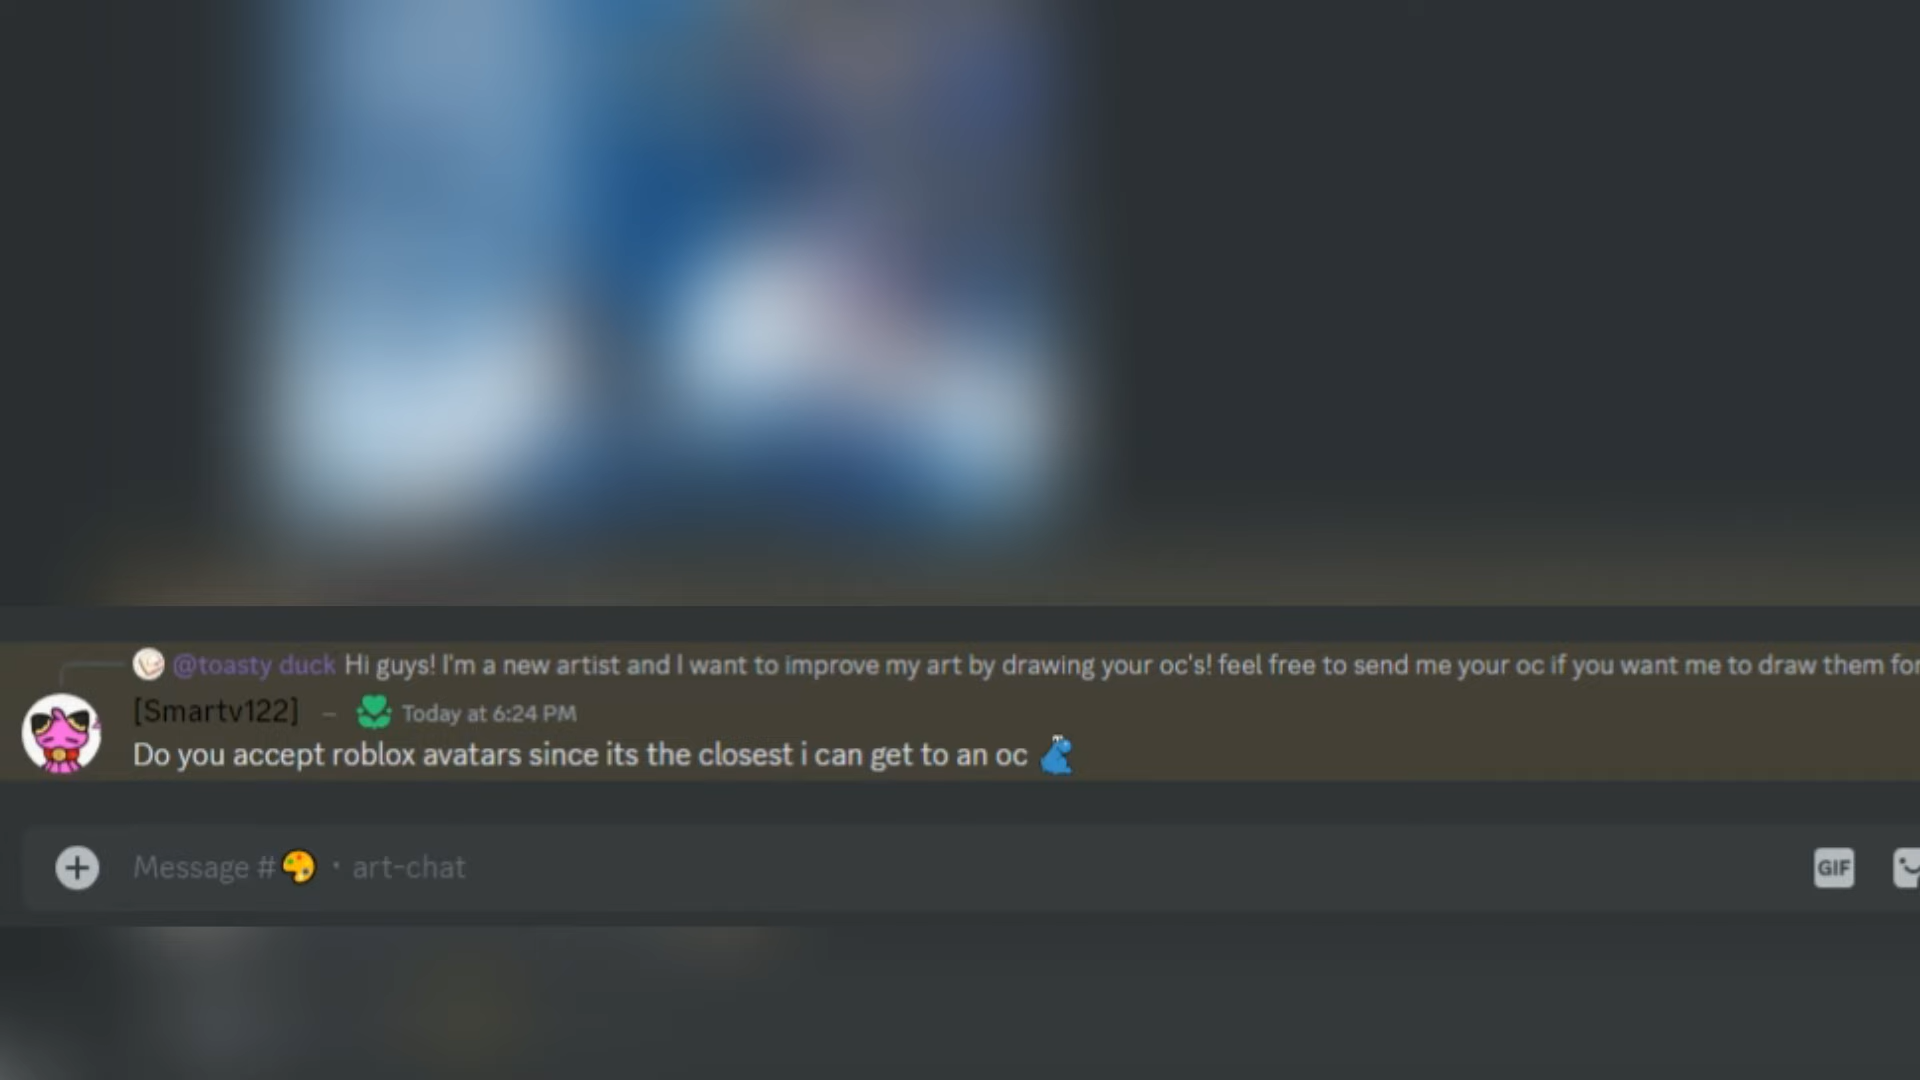 @toasty duck Hi guys! I'm a new artist and I want to improve my art by drawing your oc's! feel free to send me your oc if you want me to draw them for
[Smartv122] – Today at 6:24 PM
Do you accept roblox avatars since its the closest i can get to an oc
Message # • art-chat
GIF